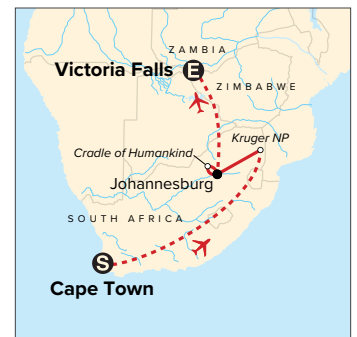 ZAMBIA
Victoria Falls
E
ZIMBABWE
Kruger NP
Cradle of Humankind
Johannesburg
SOUTH AFRICA
S
Cape Town